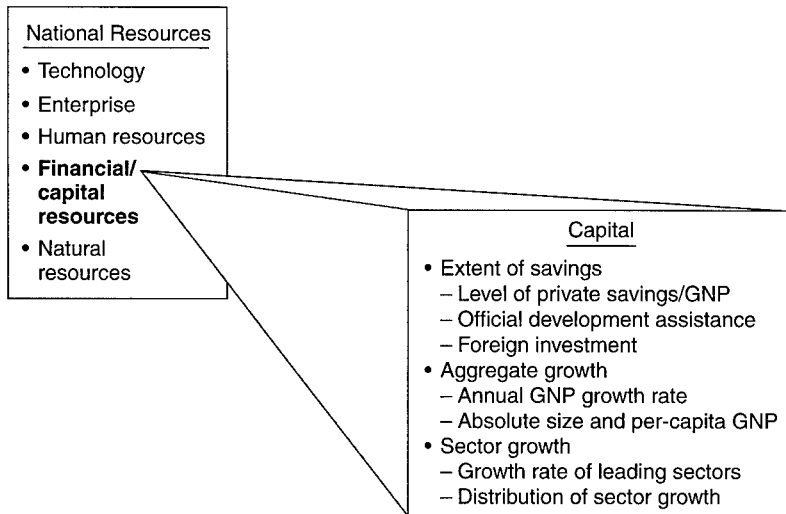 National Resources
• Technology
• Enterprise
• Human resources
• Financial/
capital
resources
• Natural
resources
Capital
• Extent of savings
– Level of private savings/GNP
– Official development assistance
– Foreign investment
• Aggregate growth
– Annual GNP growth rate
– Absolute size and per-capita GNP
• Sector growth
– Growth rate of leading sectors
– Distribution of sector growth